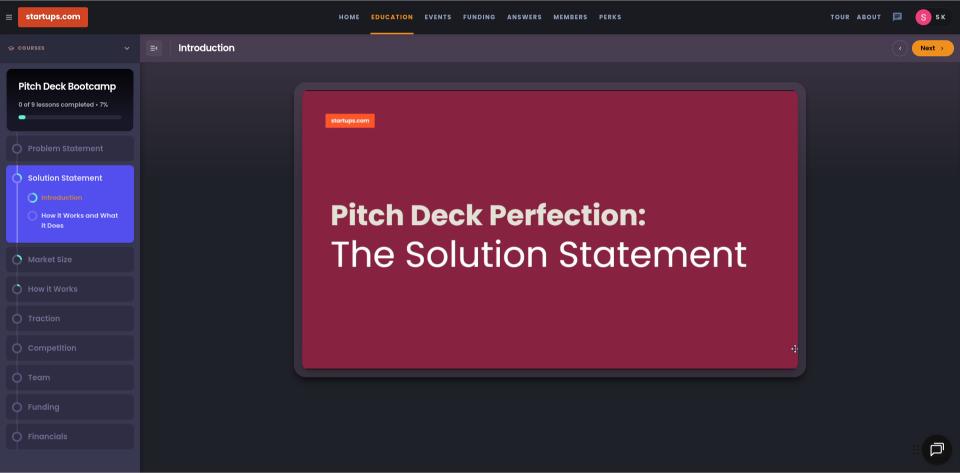 startups.com
HOME EDUCATION EVENTS FUNDING ANSWERS MEMBERS PERKS
TOUR ABOUT
S S K
COURSES
Introduction
Next
Pitch Deck Bootcamp
0 of 9 lessons completed • 7%
Problem Statement
Solution Statement
Introduction
How it Works and What
it Does
Market Size
How it Works
Traction
Competition
Team
Funding
Financials
startups.com
Pitch Deck Perfection:
The Solution Statement